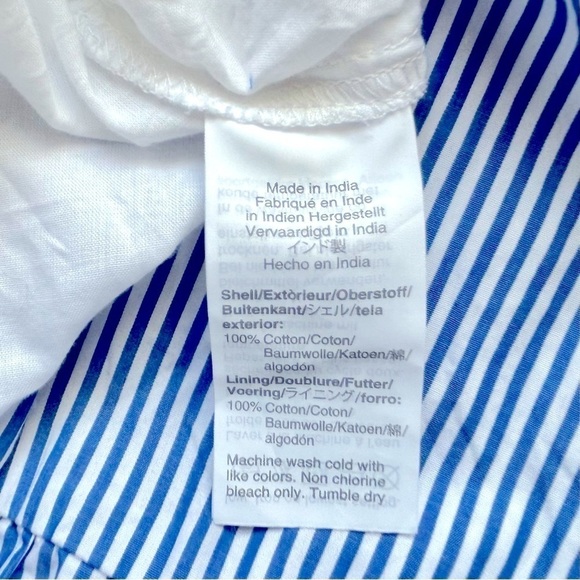 Made in India
Fabriqué en Inde
in Indien Hergestellt
Vervaardigd in India
インド製
Hecho en India
Shell/Extèrieur/Oberstoff/
Buitenkant/シェル/tela
exterior:
100% Cotton/Coton/
Baumwolle/Katoen/綿/
algodón
Lining/Doublure/Futter/
Voering/ライニング/forro:
100% Cotton/Coton/
Baumwolle/Katoen/綿/
algodón
Machine wash cold with
like colors. Non chlorine
bleach only. Tumble dry